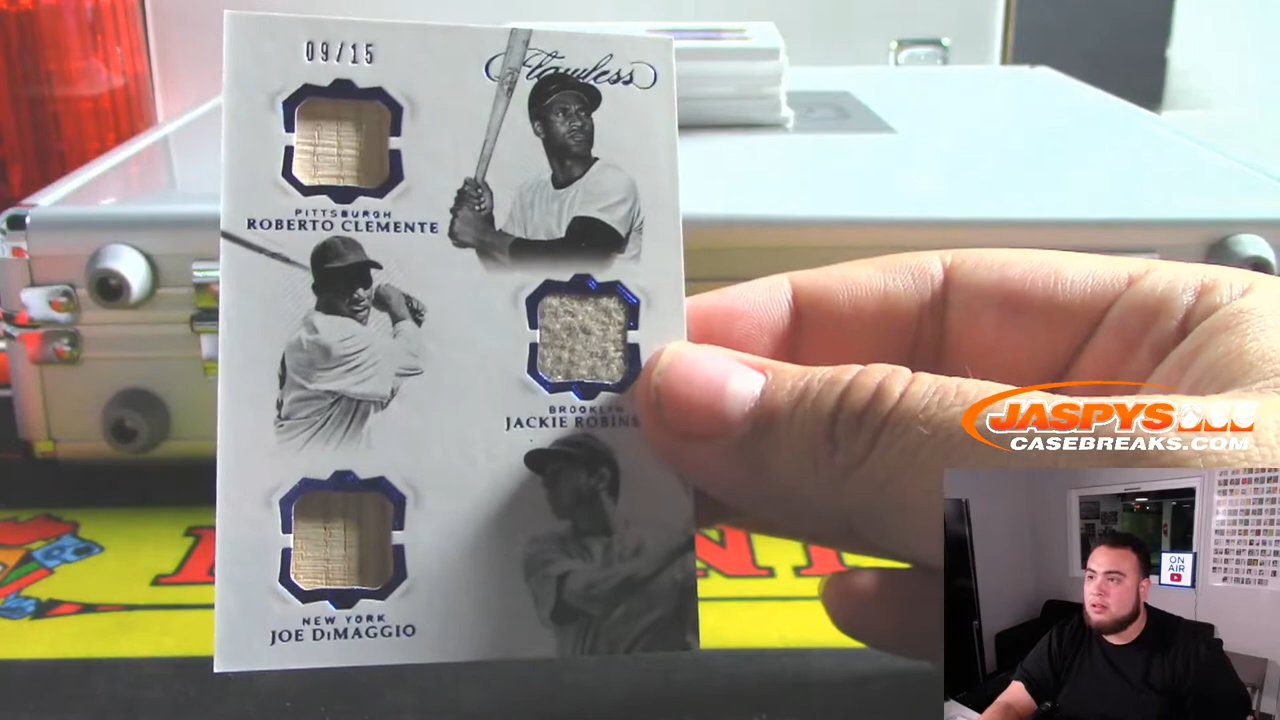 09/15
Flawless
PITTSBURGH
ROBERTO CLEMENTE
BROOKLYN
JACKIE ROBINS
NEW YORK
JOE DiMAGGIO
JASPYS
CASEBREAKS.COM
ON
AIR